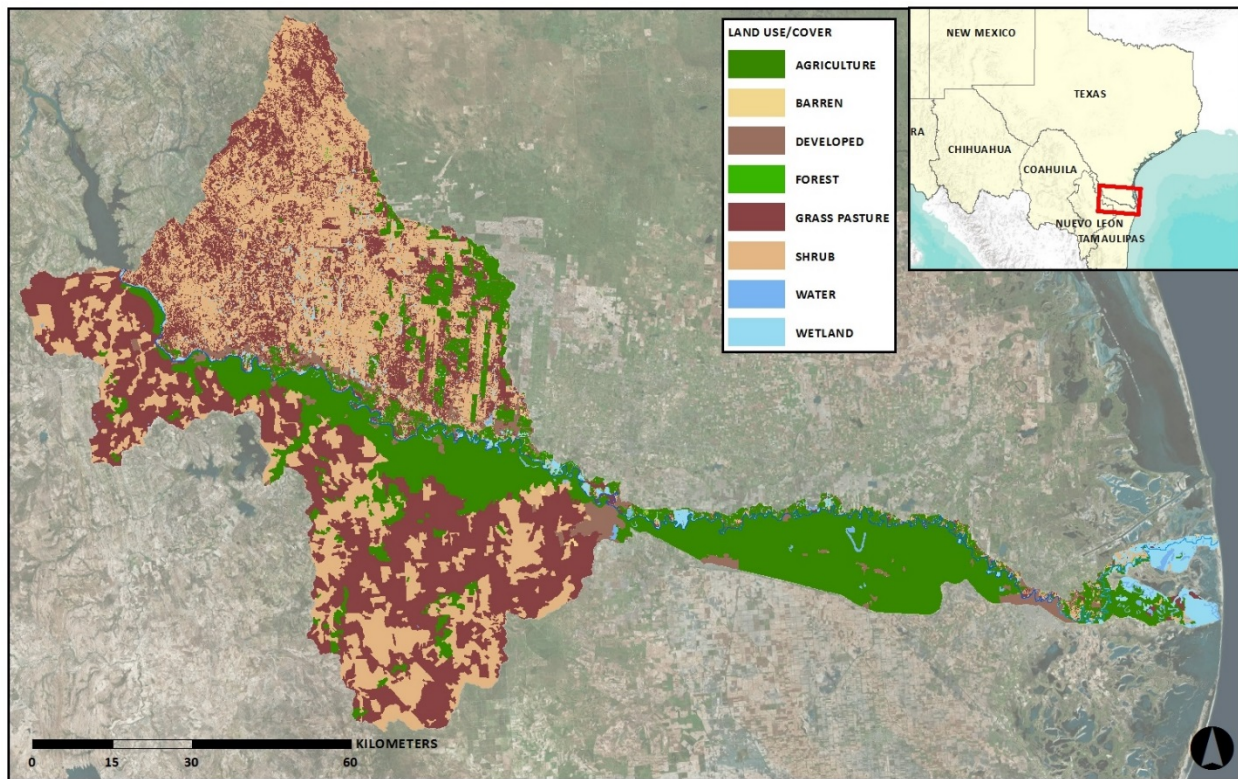 LAND USE/COVER
AGRICULTURE
BARREN
DEVELOPED
FOREST
GRASS PASTURE
SHRUB
WATER
WETLAND
NEW MEXICO
TEXAS
RA
CHIHUAHUA
COAHUILA
NUEVO LEON
TAMAULIPAS
KILOMETERS
0 15 30 60